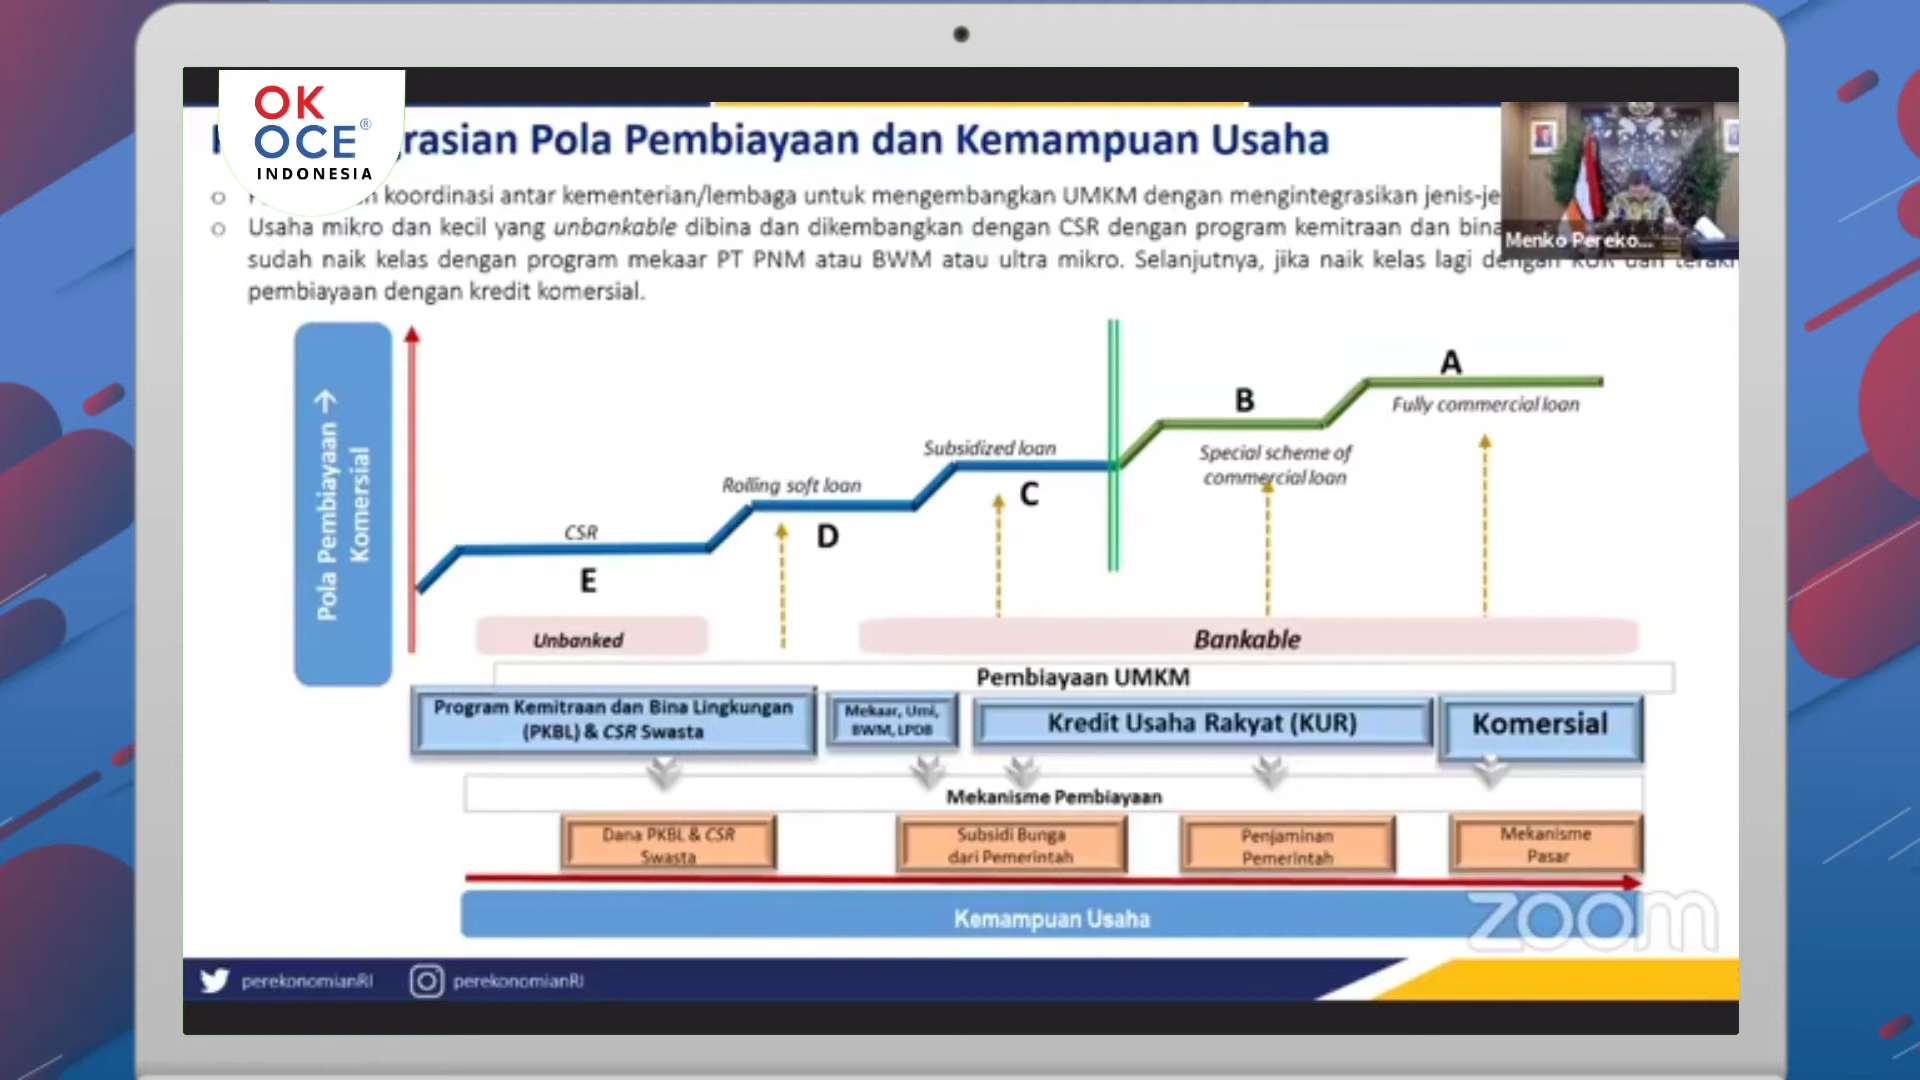 OK
OCE®
INDONESIA
grasian Pola Pembiayaan dan Kemampuan Usaha
koordinasi antar kementerian/lembaga untuk mengembangkan UMKM dengan mengintegrasikan
Usaha mikro dan kecil yang unbankable dibina dan dikembangkan dengan CSR dengan program kemitraan dan bina
sudah naik kelas dengan program mekaar PT PNM atau BWM atau ultra mikro. Selanjutnya, jika naik kelas lagi dengan KUR dan
pembiayaan dengan kredit komersial.
Menko Pereko...
Pola Pembiayaan →
Komersial
A
Fully commercial loan
B
Special scheme of
commercial loan
Subsidized loan
C
Rolling soft loan
D
CSR
E
Unbanked
Bankable
Pembiayaan UMKM
Program Kemitraan dan Bina Lingkungan
(PKBL) & CSR Swasta
Mekaar, Umi,
BWM, LPDB
Kredit Usaha Rakyat (KUR)
Komersial
Mekanisme Pembiayaan
Dana PKBL & CSR
Swasta
Subsidi Bunga
dari Pemerintah
Penjaminan
Pemerintah
Mekanisme
Pasar
Kemampuan Usaha
zoom
perekonomianRI
perekonomianRI